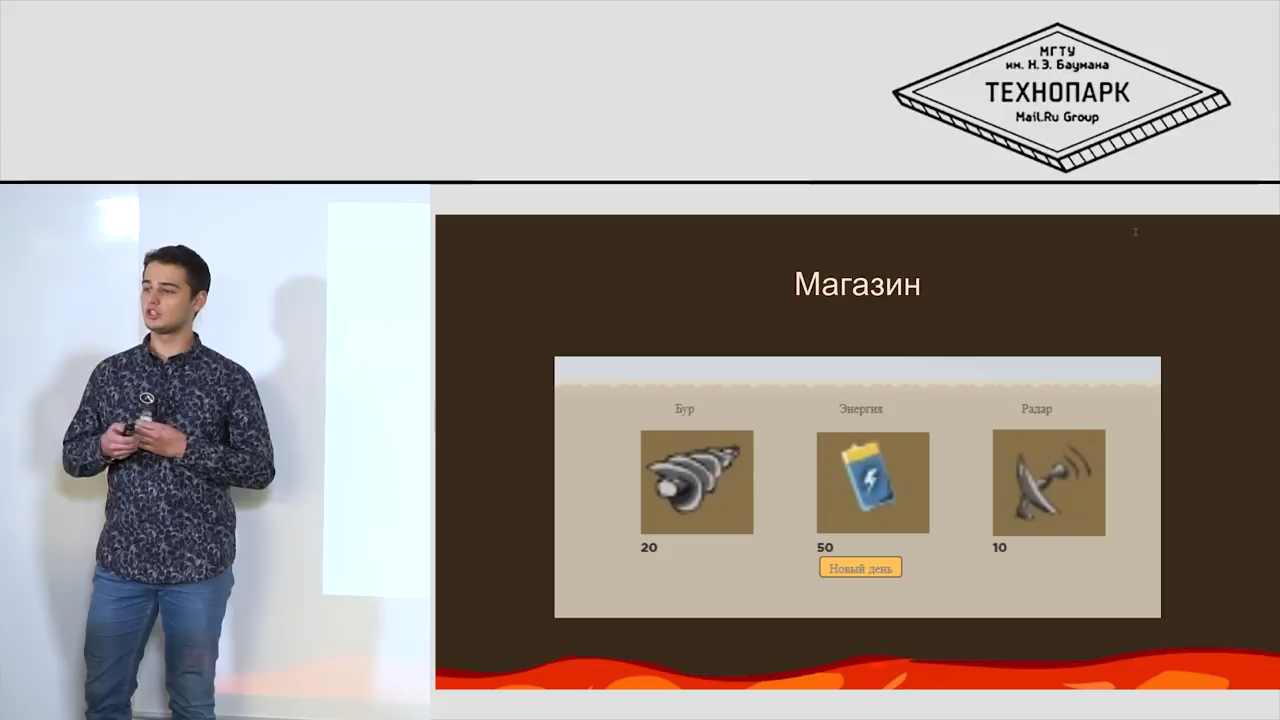 МГТУ
им. Н.Э. Баумана
ТЕХНОПАРК
Mail.Ru Group
Магазин
Бур
Энергия
Радар
20
50
10
Новый день